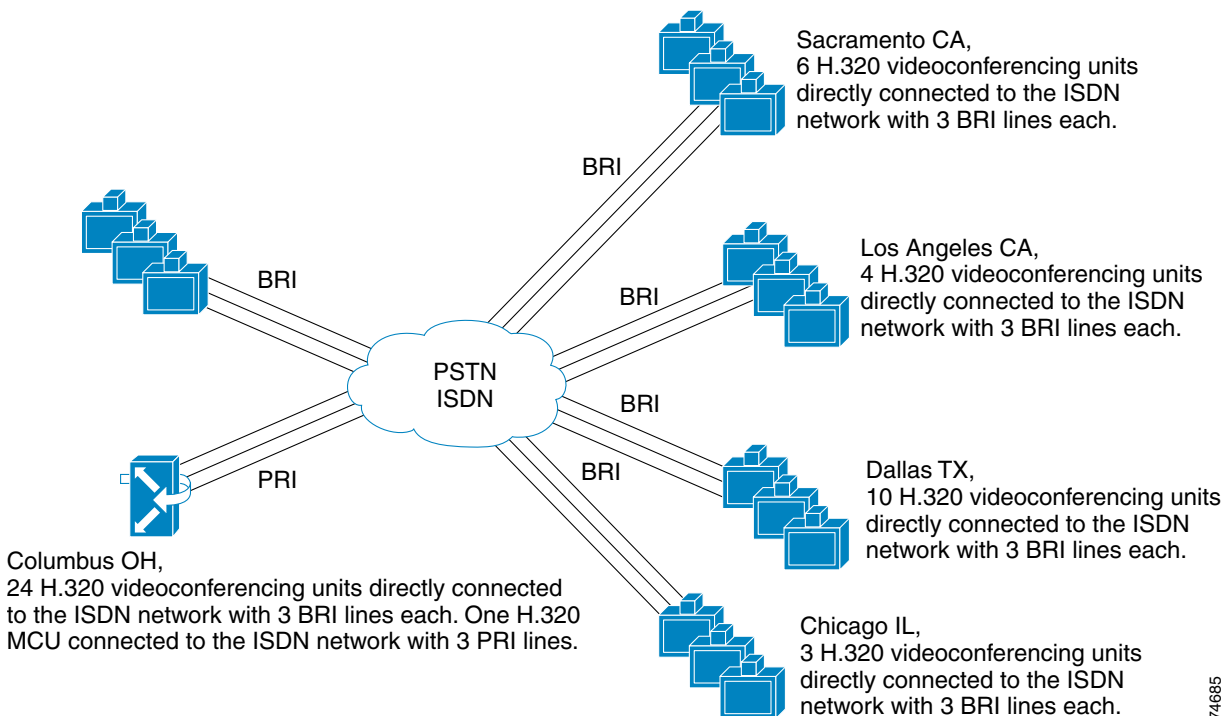 Sacramento CA,
6 H.320 videoconferencing units
directly connected to the ISDN
network with 3 BRI lines each.
BRI
BRI
Los Angeles CA,
4 H.320 videoconferencing units
directly connected to the ISDN
network with 3 BRI lines each.
BRI
PSTN
ISDN
BRI
Dallas TX,
10 H.320 videoconferencing units
directly connected to the ISDN
network with 3 BRI lines each.
PRI
BRI
Columbus OH,
24 H.320 videoconferencing units directly connected
to the ISDN network with 3 BRI lines each. One H.320
MCU connected to the ISDN network with 3 PRI lines.
Chicago IL,
3 H.320 videoconferencing units
directly connected to the ISDN
network with 3 BRI lines each.
74685